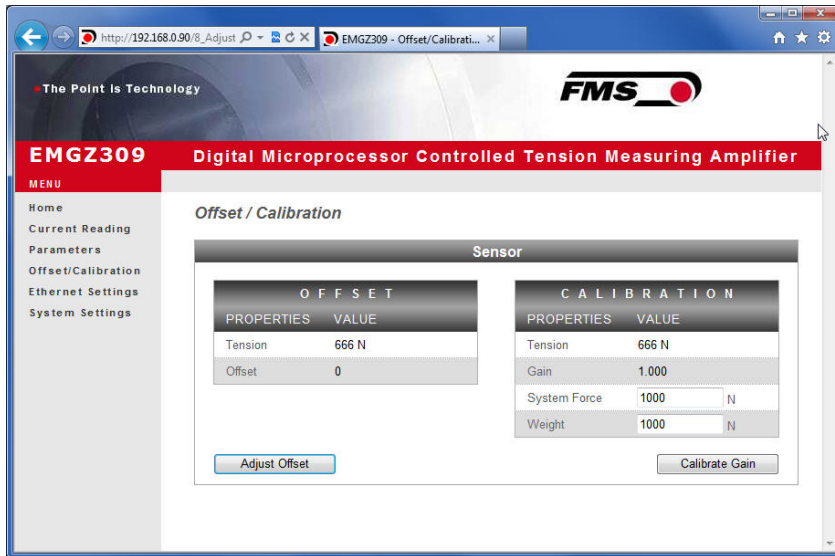 http://192.168.0.90/8_Adjust
EMGZ309 - Offset/Calibrati...
The Point is Technology
FMS
EMGZ309
Digital Microprocessor Controlled Tension Measuring Amplifier
MENU
Home
Current Reading
Parameters
Offset/Calibration
Ethernet Settings
System Settings
Offset / Calibration
Sensor
OFFSET
PROPERTIES VALUE
Tension 666 N
Offset 0
Adjust Offset
CALIBRATION
PROPERTIES VALUE
Tension 666 N
Gain 1.000
System Force 1000 N
Weight 1000 N
Calibrate Gain